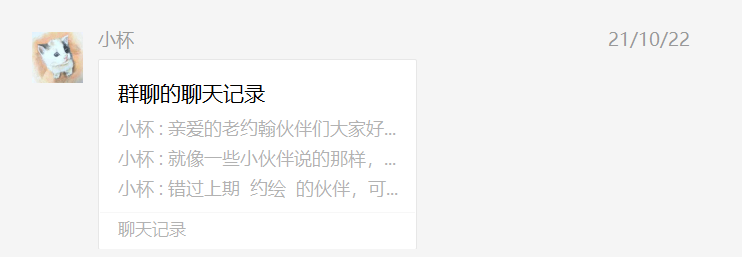 小杯
21/10/22
群聊的聊天记录
小杯 : 亲爱的老约翰伙伴们大家好...
小杯 : 就像一些小伙伴说的那样，...
小杯 : 错过上期  约绘  的伙伴，可...
聊天记录